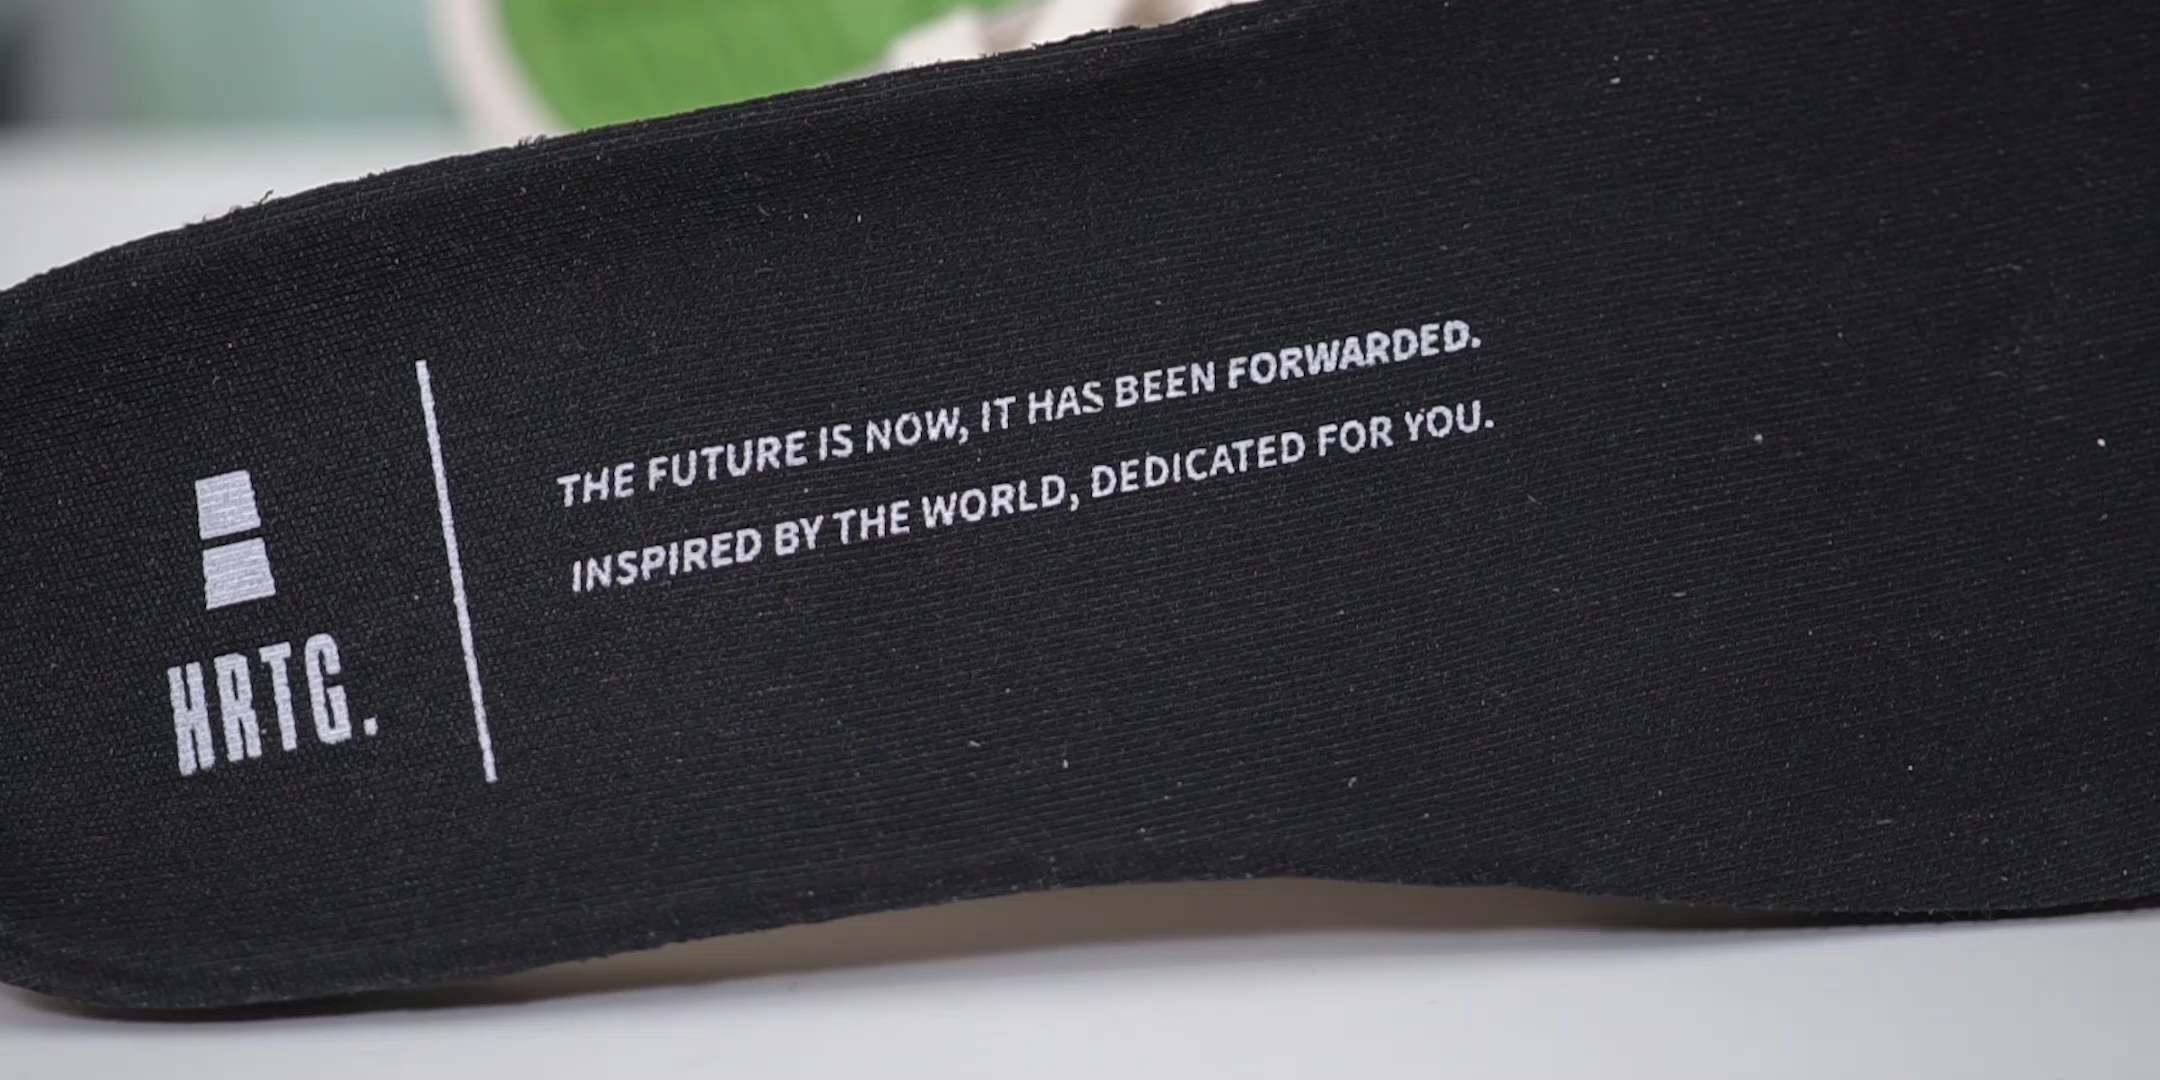 HRTG.
THE FUTURE IS NOW, IT HAS BEEN FORWARDED.
INSPIRED BY THE WORLD, DEDICATED FOR YOU.